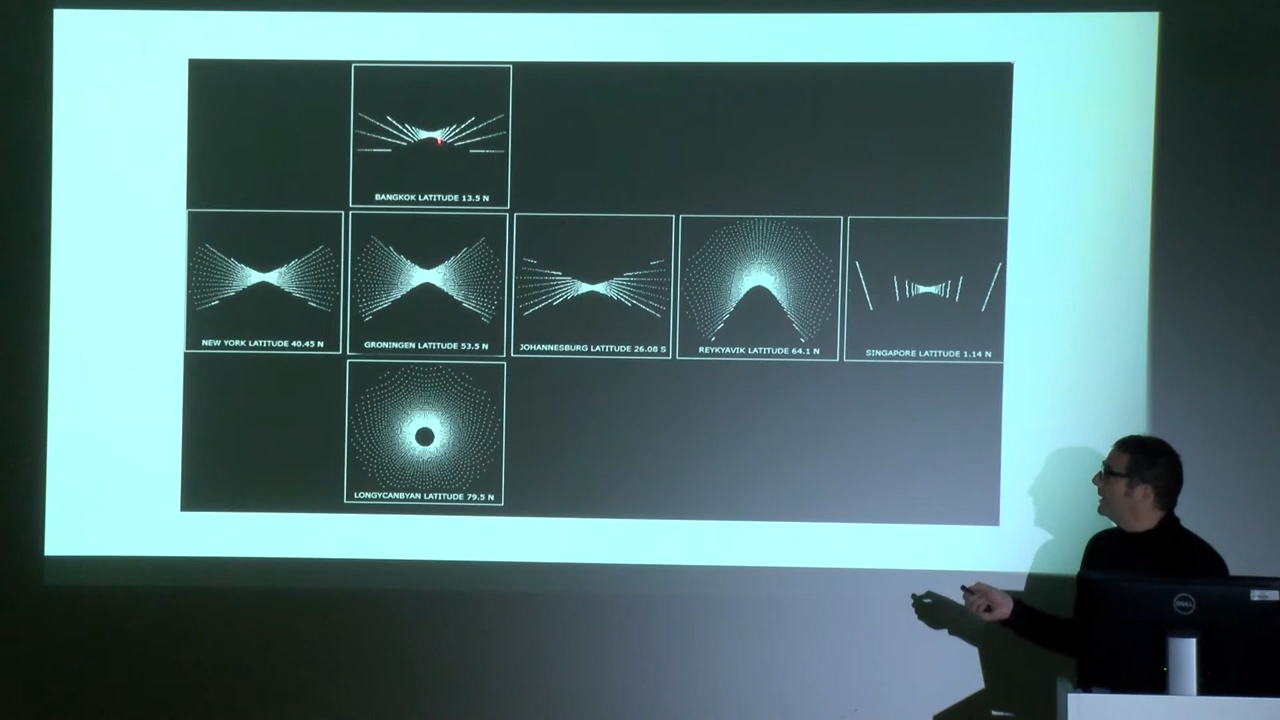 BANGKOK LATITUDE 13.5 N
NEW YORK LATITUDE 40.45 N
GRONINGEN LATITUDE 53.5 N
JOHANNESBURG LATITUDE 26.08 S
REYKYAVIK LATITUDE 64.1 N
SINGAPORE LATITUDE 1.14 N
LONGYCANBYAN LATITUDE 79.5 N
DELL